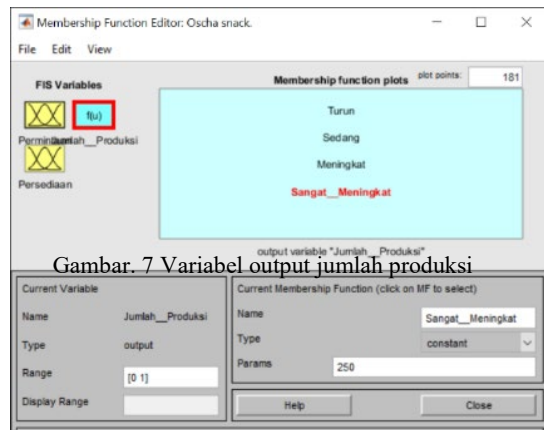 Membership Function Editor: Oscha snack.
File Edit View
FIS Variables
f(u)
Jumlah__Produksi
Persediaan
Membership function plots
plot points: 181
Turun
Sedang
Meningkat
Sangat__Meningkat
output variable "Jumlah__Produksi"
Gambar. 7 Variabel output jumlah produksi
Current Variable
Name Jumlah__Produksi
Type output
Range [0 1]
Display Range
Current Membership Function (click on MF to select)
Name Sangat__Meningkat
Type constant
Params 250
Help Close